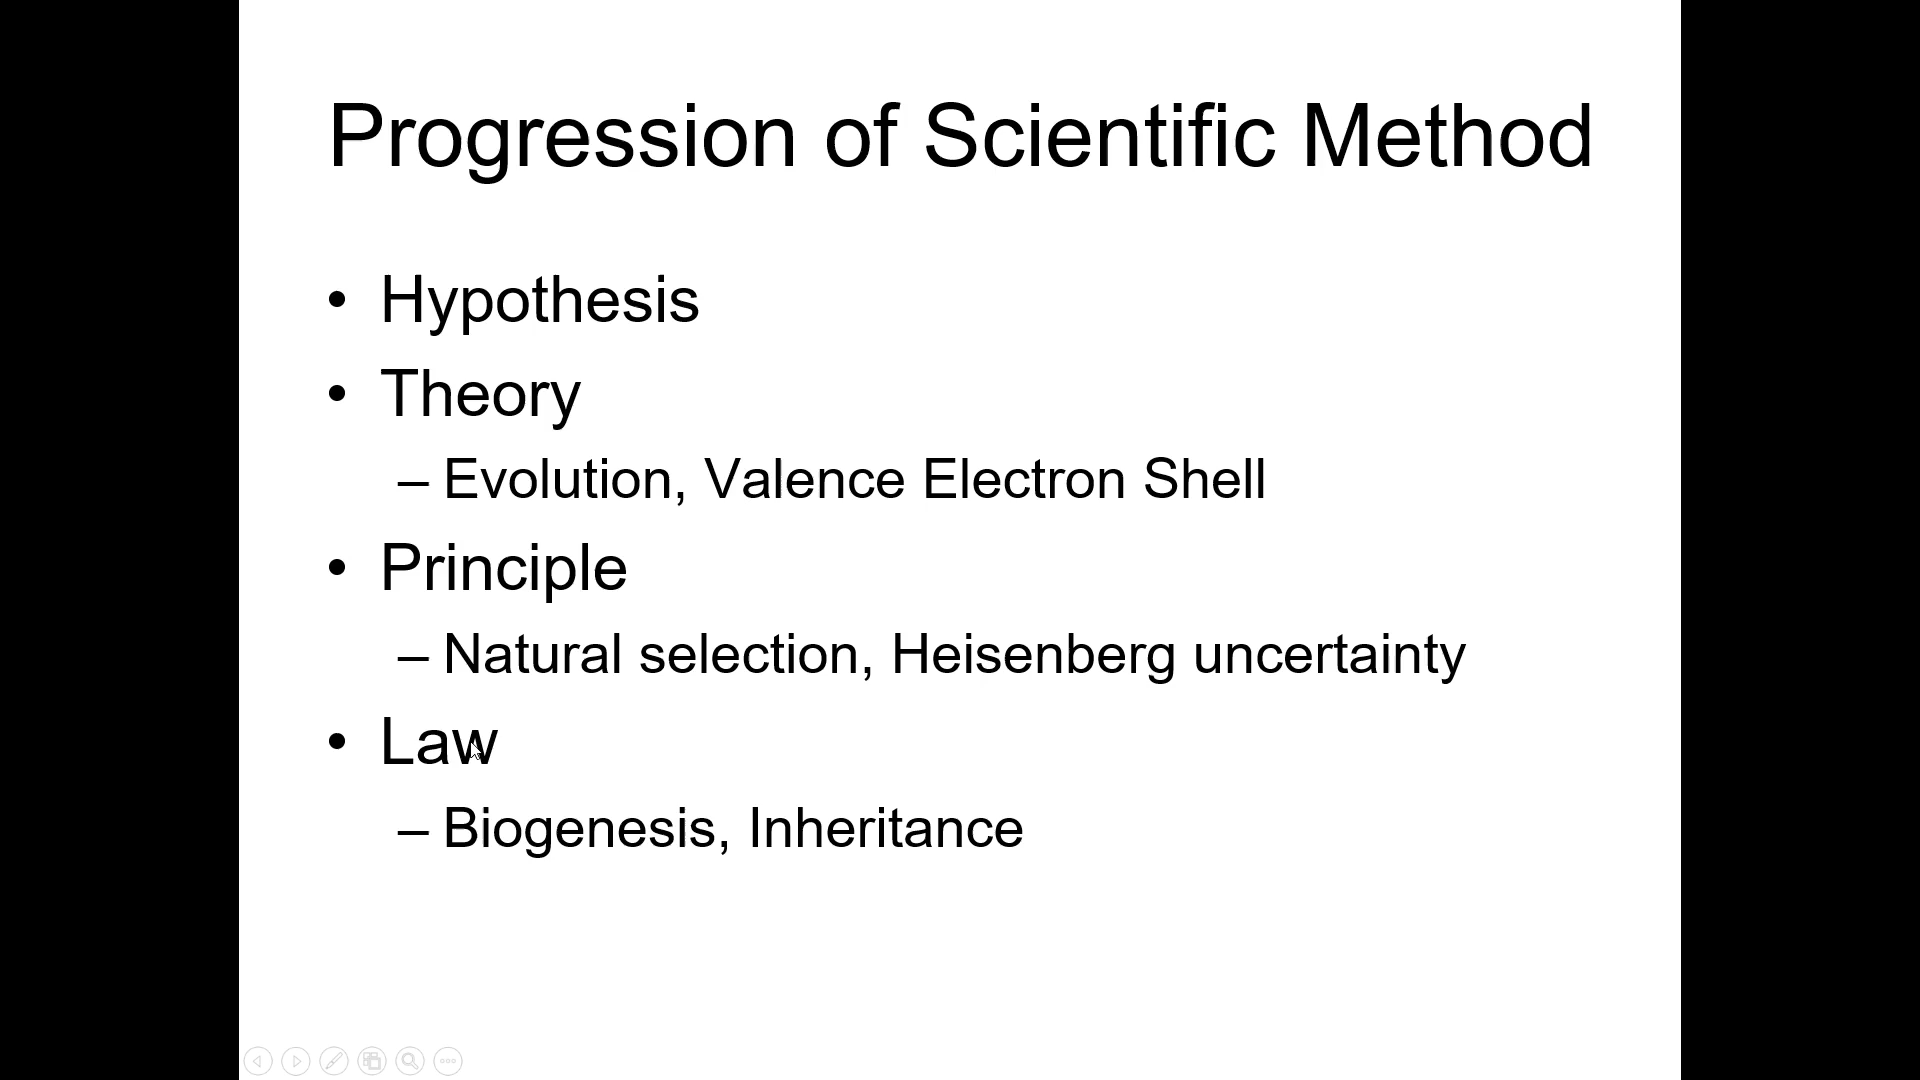 Progression of Scientific Method
• Hypothesis
• Theory
– Evolution, Valence Electron Shell
• Principle
– Natural selection, Heisenberg uncertainty
• Law
– Biogenesis, Inheritance